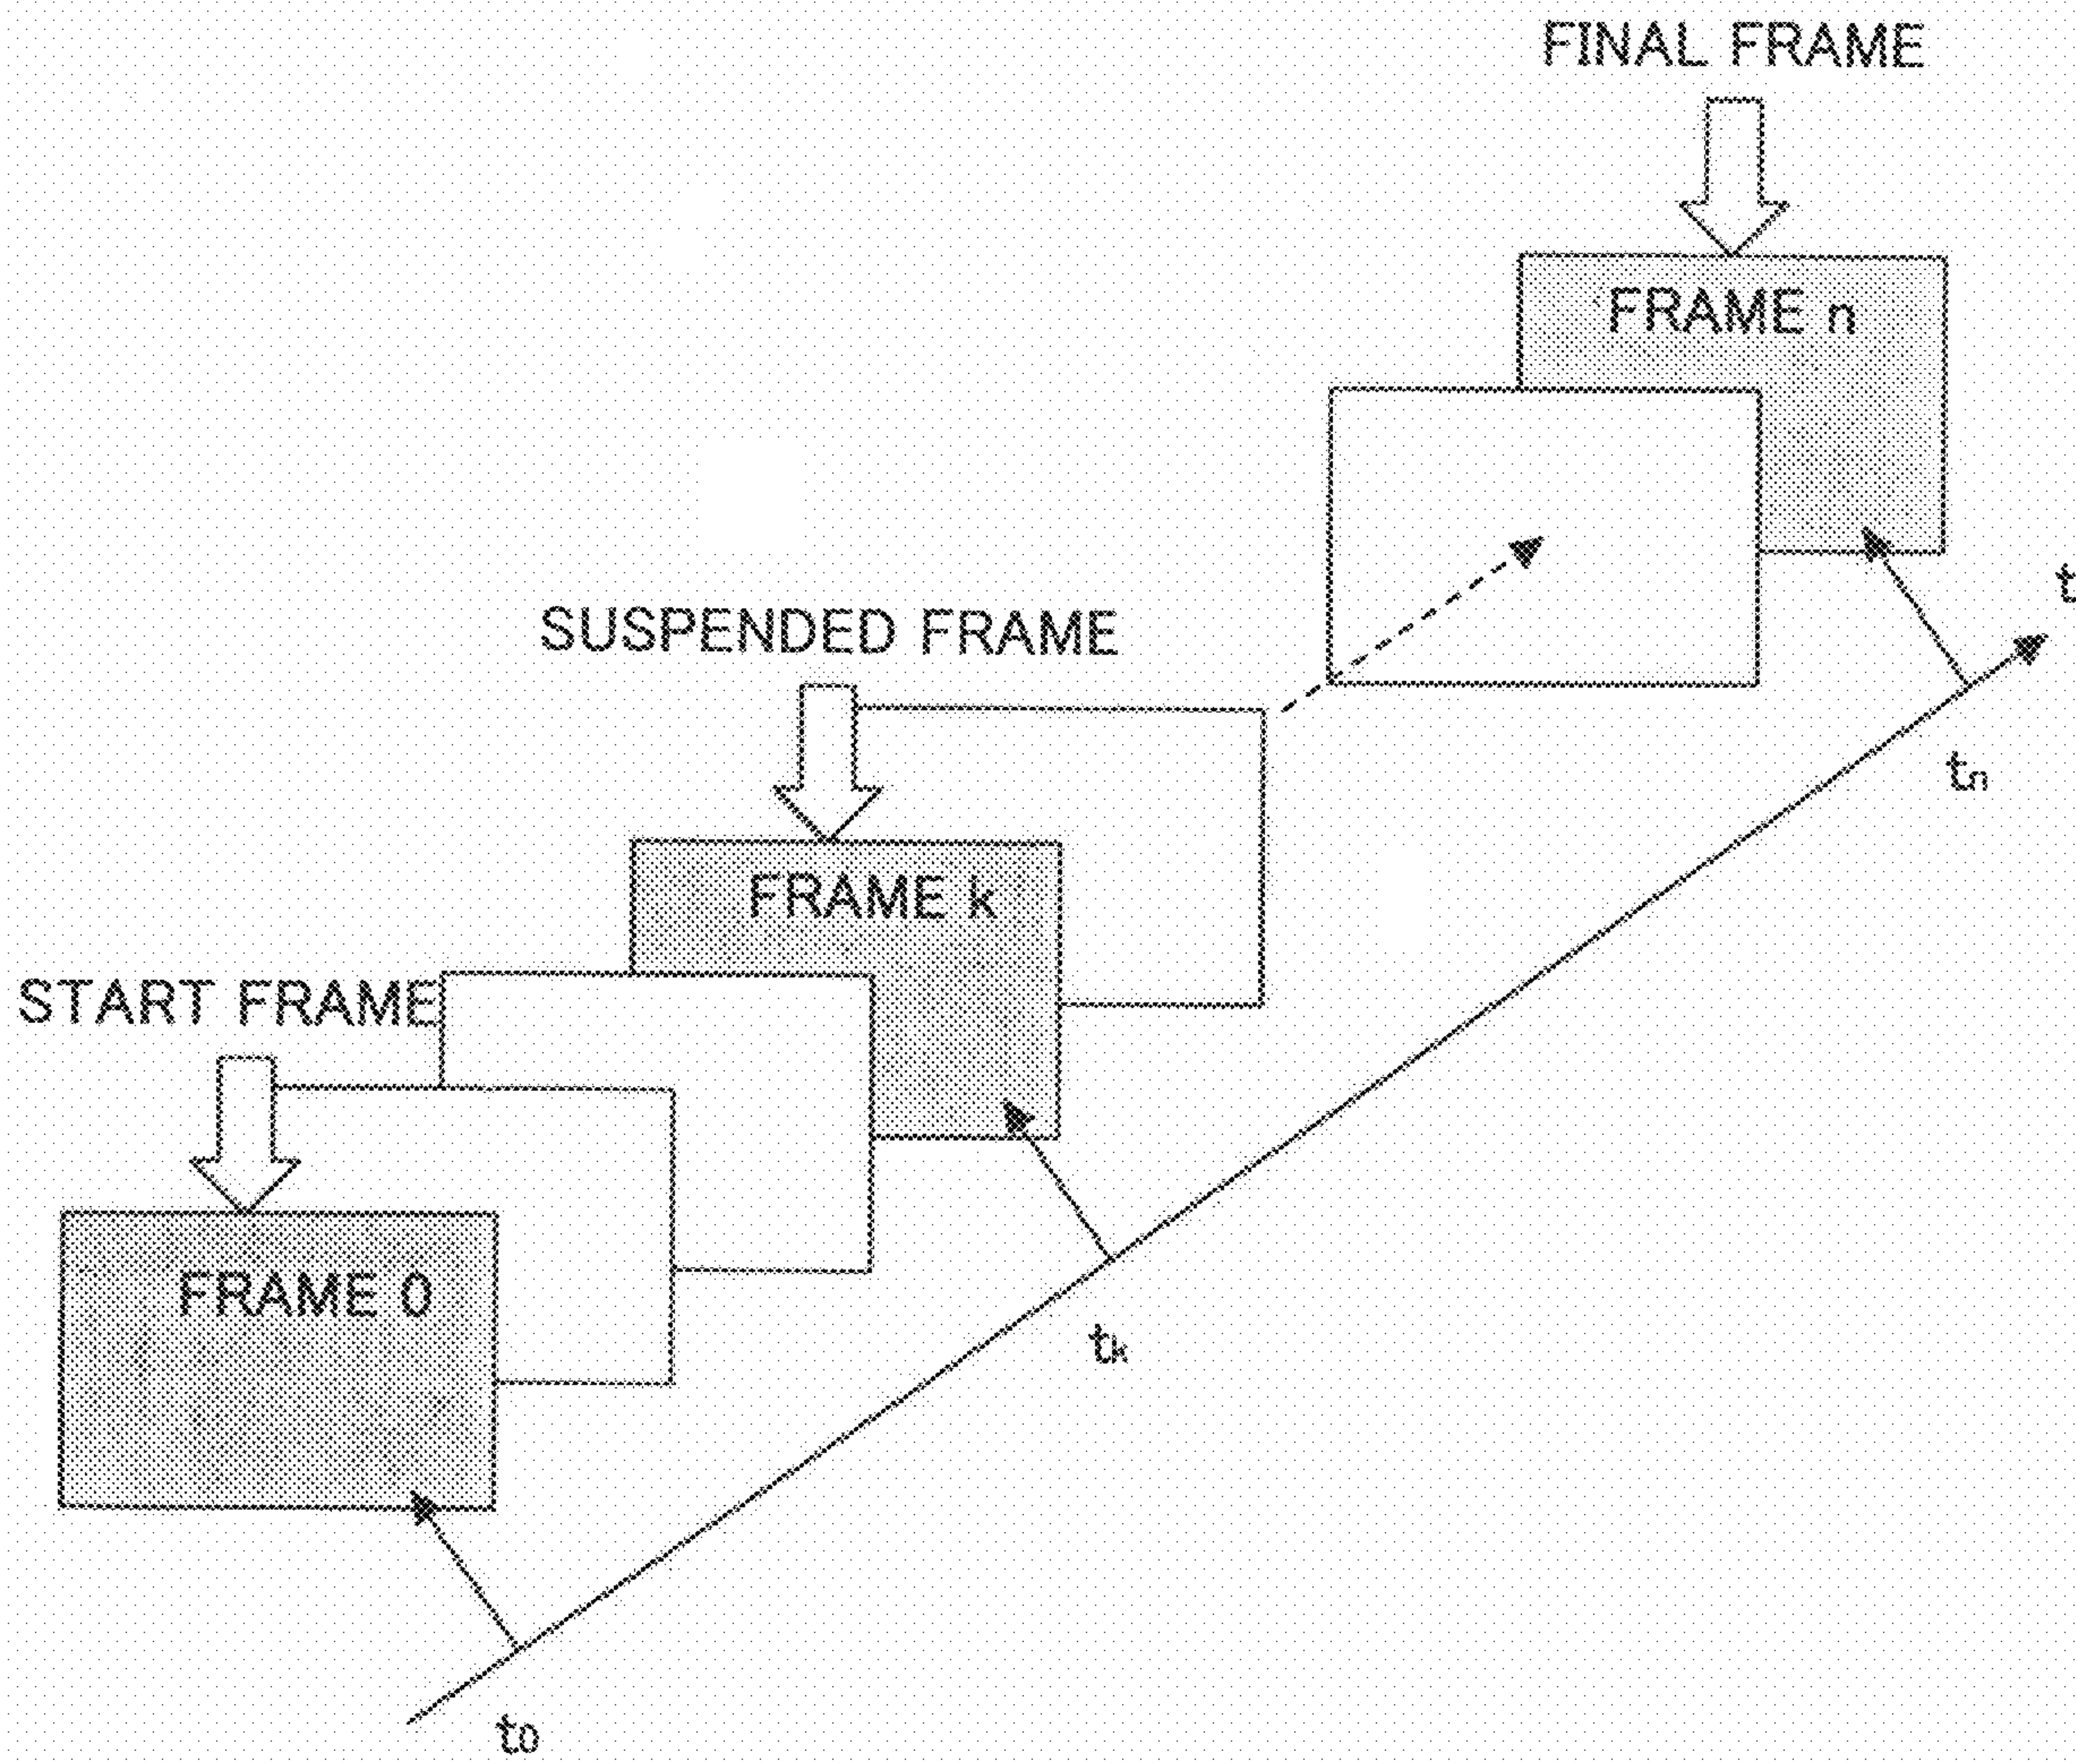 FINAL FRAME
FRAME n
t
SUSPENDED FRAME
tn
FRAME k
START FRAME
FRAME 0
tk
t0